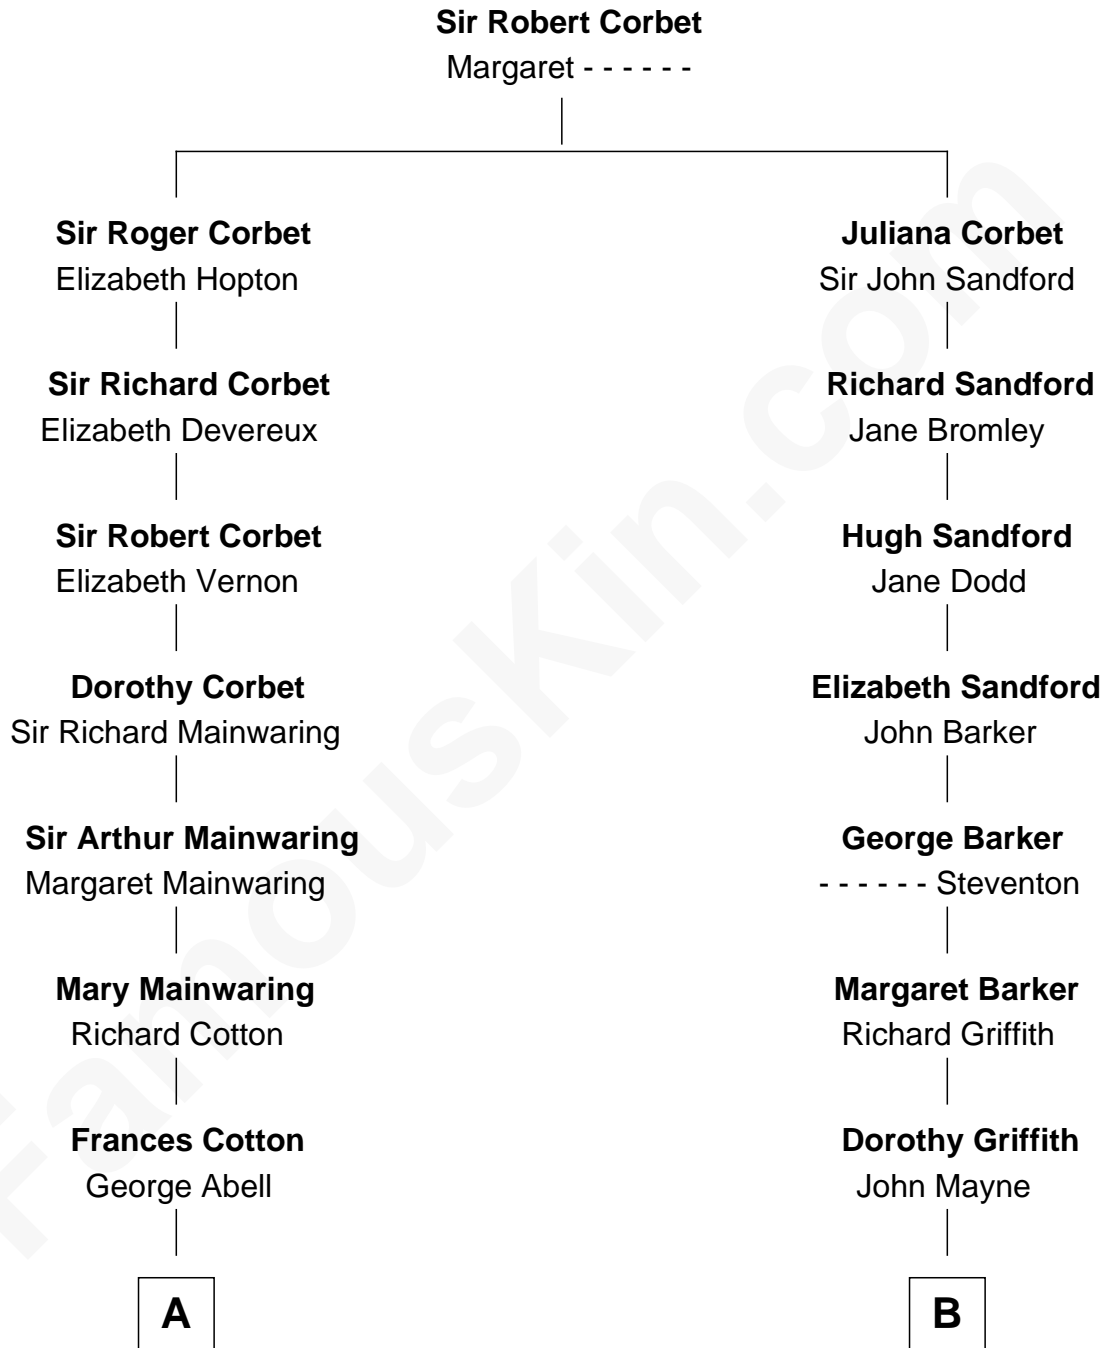 Sir Robert Corbet
Margaret - - - - - -
Sir Roger Corbet
Elizabeth Hopton
Juliana Corbet
Sir John Sandford
Sir Richard Corbet
Elizabeth Devereux
Richard Sandford
Jane Bromley
Sir Robert Corbet
Elizabeth Vernon
Hugh Sandford
Jane Dodd
Dorothy Corbet
Sir Richard Mainwaring
Elizabeth Sandford
John Barker
Sir Arthur Mainwaring
Margaret Mainwaring
George Barker
- - - - - - Steventon
Mary Mainwaring
Richard Cotton
Margaret Barker
Richard Griffith
Frances Cotton
George Abell
Dorothy Griffith
John Mayne
A
B
FamousKin.com